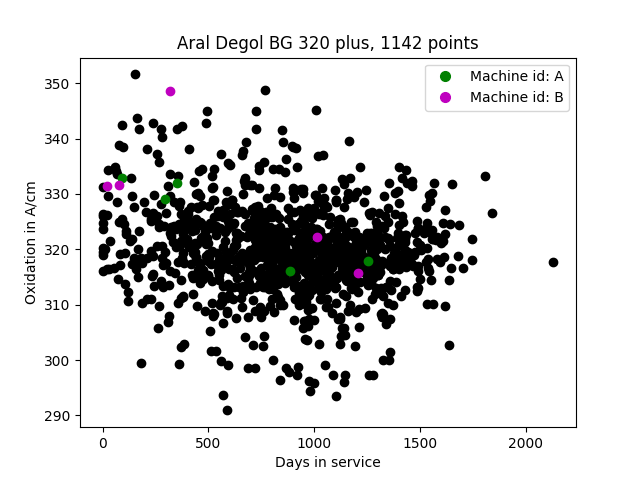 Aral Degol BG 320 plus, 1142 points
Machine id: A
Machine id: B
Oxidation in A/cm
350
340
330
320
310
300
290
0 500 1000 1500 2000
Days in service